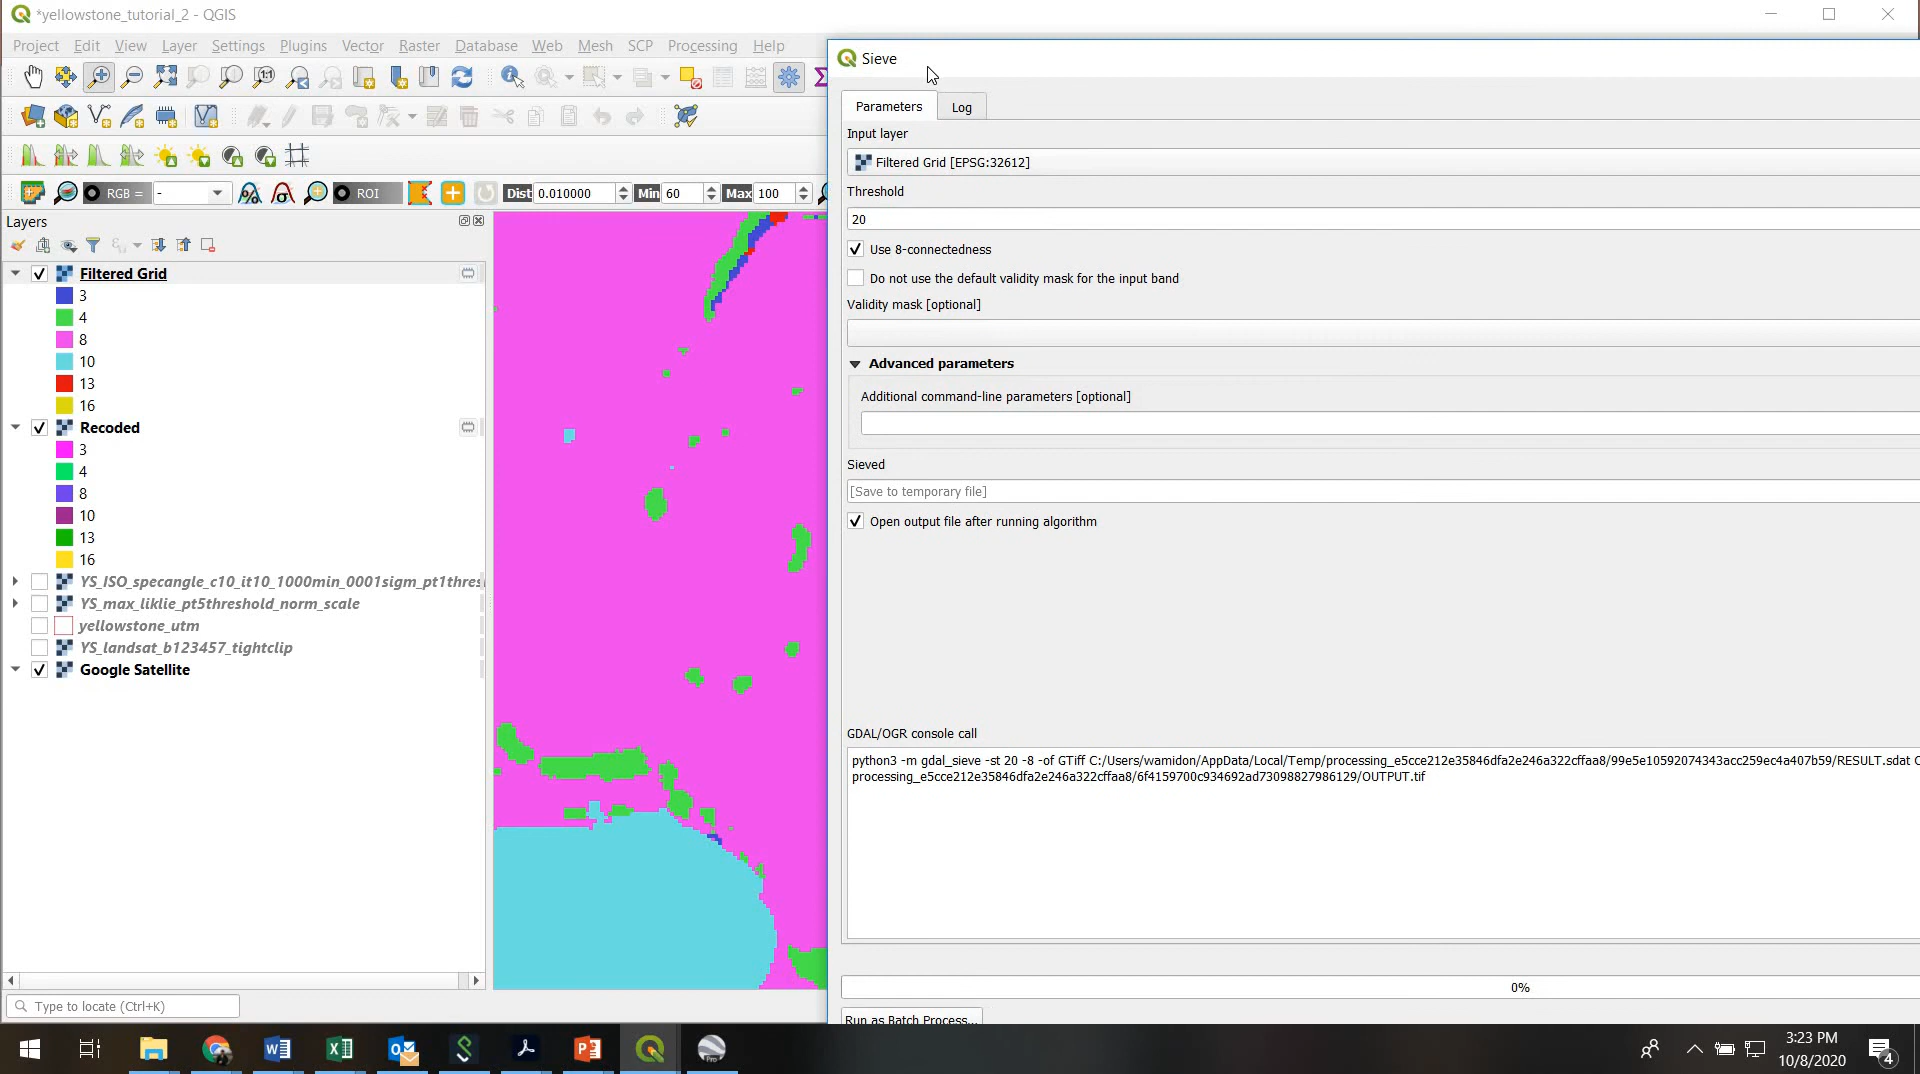 *yellowstone_tutorial_2 - QGIS
Project Edit View Layer Settings Plugins Vector Raster Database Web Mesh SCP Processing Help
RGB = - ROI Dist 0.010000 Min 60 Max 100
Layers
Filtered Grid
3
4
8
10
13
16
Recoded
3
4
8
10
13
16
YS_ISO_specangle_c10_it10_1000min_0001sigm_pt1thres
YS_max_liklie_pt5threshold_norm_scale
yellowstone_utm
YS_landsat_b123457_tightclip
Google Satellite
Type to locate (Ctrl+K)
Sieve
Parameters Log
Input layer
Filtered Grid [EPSG:32612]
Threshold
20
Use 8-connectedness
Do not use the default validity mask for the input band
Validity mask [optional]
Advanced parameters
Additional command-line parameters [optional]
Sieved
[Save to temporary file]
Open output file after running algorithm
GDAL/OGR console call
python3 -m gdal_sieve -st 20 -8 -of GTiff C:/Users/wamidon/AppData/Local/Temp/processing_e5cce212e35846dfa2e246a322cffaa8/99e5e10592074343acc259ec4a407b59/RESULT.sdat C
processing_e5cce212e35846dfa2e246a322cffaa8/6f4159700c934692ad73098827986129/OUTPUT.tif
0%
Run as Batch Process...
3:23 PM
10/8/2020
4